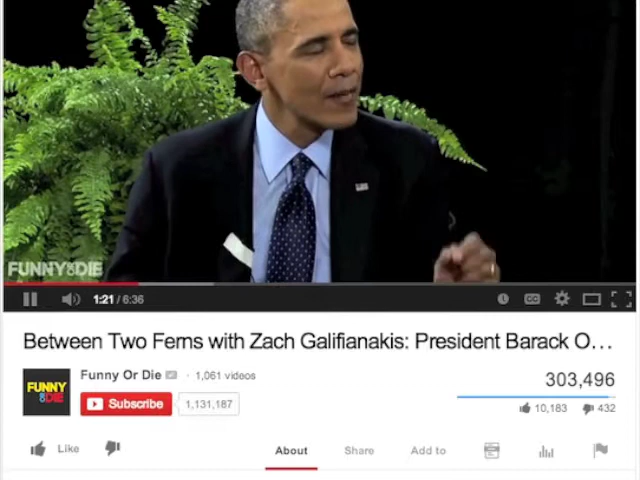 FUNNY OR DIE
1:21 / 6:36
CC
Between Two Ferns with Zach Galifianakis: President Barack O...
FUNNY OR DIE
Funny Or Die · 1,061 videos
Subscribe 1,131,187
303,496
10,183 432
Like
About Share Add to